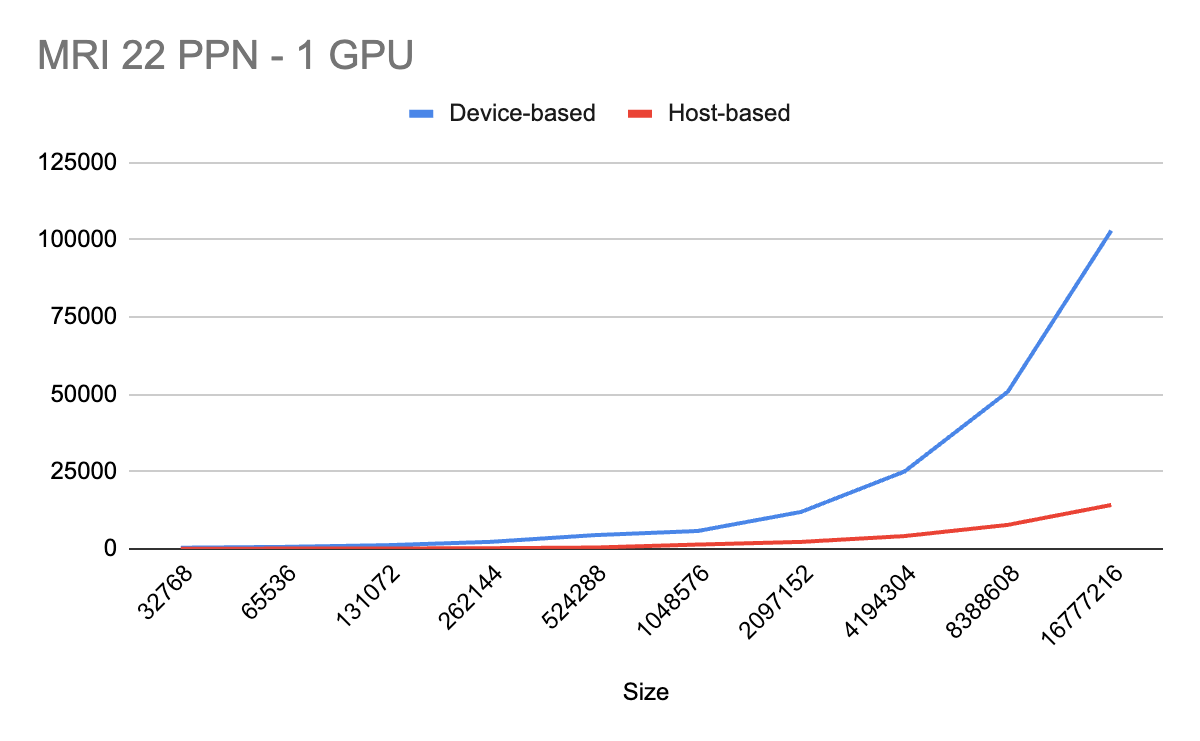 MRI 22 PPN - 1 GPU
Device-based Host-based
125000
100000
75000
50000
25000
0
32768 65536 131072 262144 524288 1048576 2097152 4194304 8388608 16777216
Size